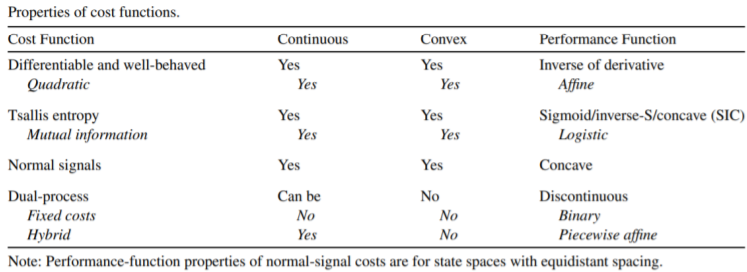 Properties of cost functions.
Cost Function Continuous Convex Performance Function
Differentiable and well-behaved Yes Yes Inverse of derivative
Quadratic Yes Yes Affine
Tsallis entropy Yes Yes Sigmoid/inverse-S/concave (SIC)
Mutual information Yes Yes Logistic
Normal signals Yes Yes Concave
Dual-process Can be No Discontinuous
Fixed costs No No Binary
Hybrid Yes No Piecewise affine
Note: Performance-function properties of normal-signal costs are for state spaces with equidistant spacing.